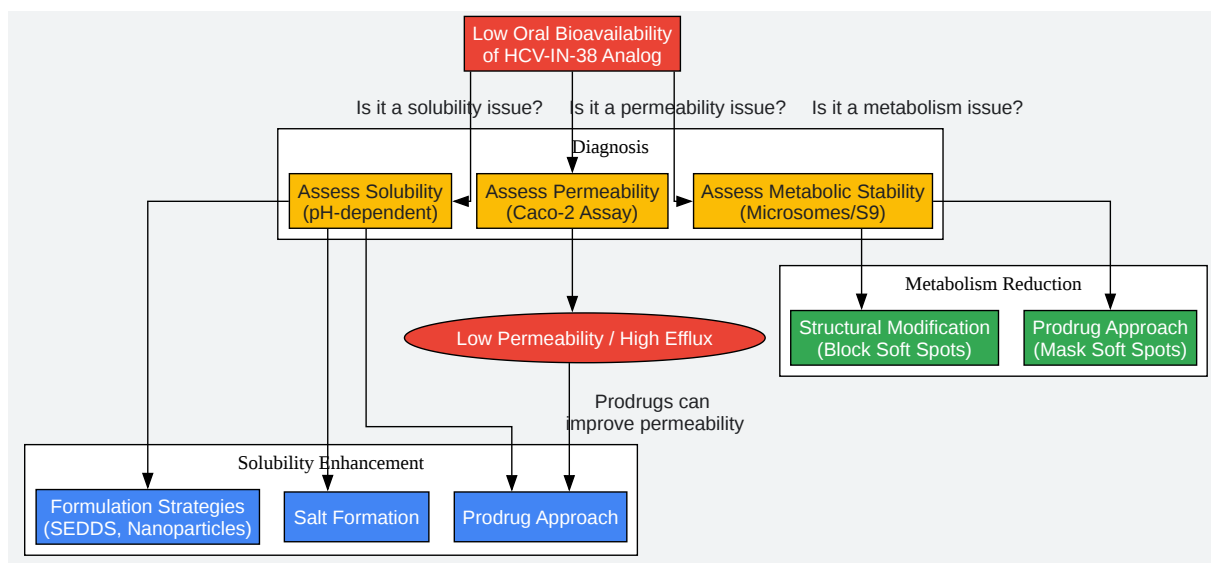 Low Oral Bioavailability
of HCV-IN-38 Analog
Is it a solubility issue?
Is it a permeability issue?
Is it a metabolism issue?
Diagnosis
Assess Solubility
(pH-dependent)
Assess Permeability
(Caco-2 Assay)
Assess Metabolic Stability
(Microsomes/S9)
Metabolism Reduction
Structural Modification
(Block Soft Spots)
Prodrug Approach
(Mask Soft Spots)
Low Permeability / High Efflux
Prodrugs can
improve permeability
Solubility Enhancement
Formulation Strategies
(SEDDS, Nanoparticles)
Salt Formation
Prodrug Approach